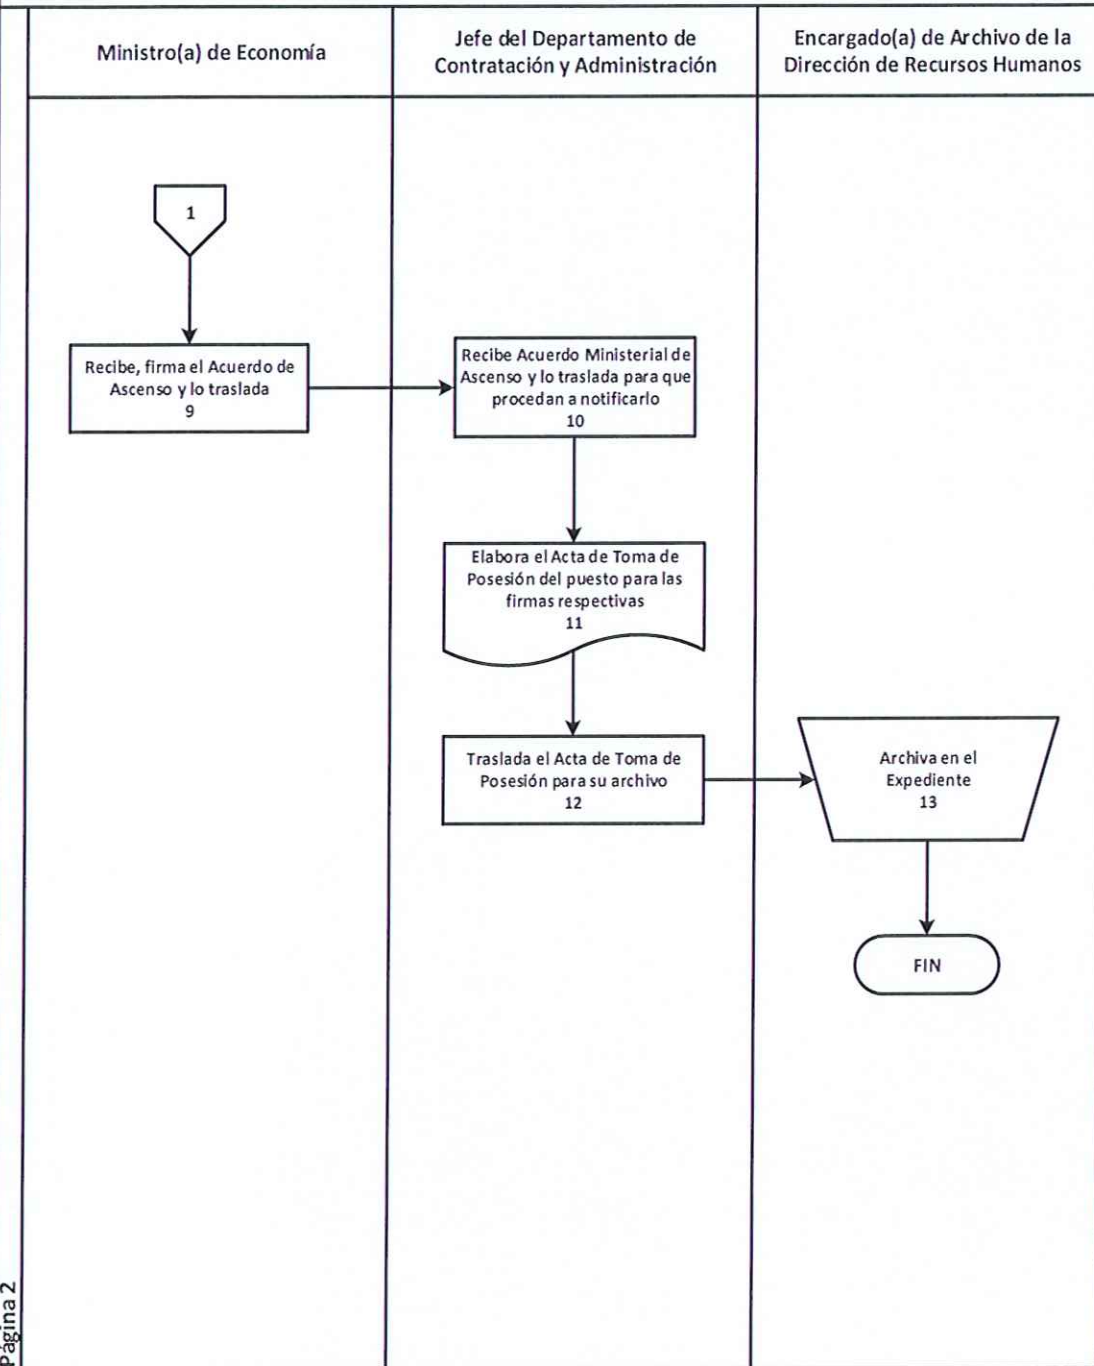 Ministro(a) de Economía
Jefe del Departamento de
Contratación y Administración
Encargado(a) de Archivo de la
Dirección de Recursos Humanos
1
Recibe, firma el Acuerdo de
Ascenso y lo traslada
9
Recibe Acuerdo Ministerial de
Ascenso y lo traslada para que
procedan a notificarlo
10
Elabora el Acta de Toma de
Posesión del puesto para las
firmas respectivas
11
Traslada el Acta de Toma de
Posesión para su archivo
12
Archiva en el
Expediente
13
FIN
Página 2